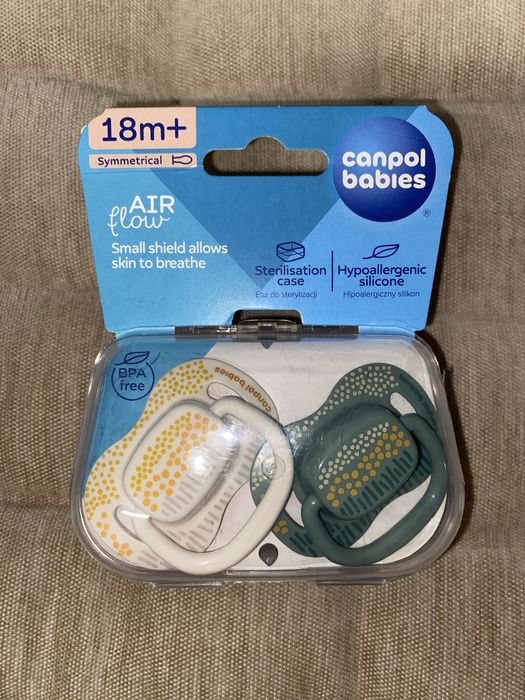 18m+
Symmetrical
canpol
babies
®
AIR
flow
Small shield allows
skin to breathe
Sterilisation
case
Etui do sterylizacji
Hypoallergenic
silicone
Hipoalergiczny silikon
BPA
free
canpol babies